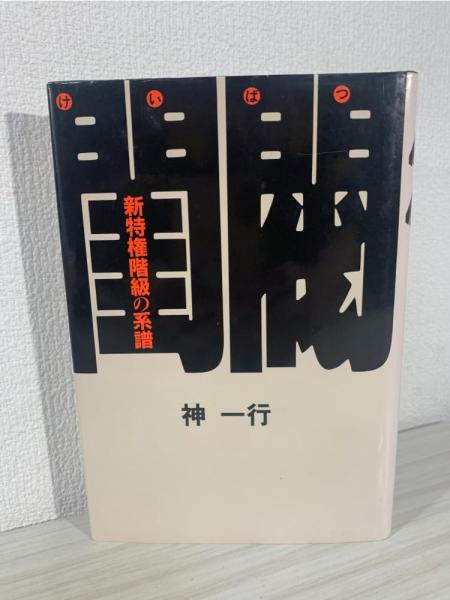 けいばつ
閨閥
新特権階級の系譜
神 一行